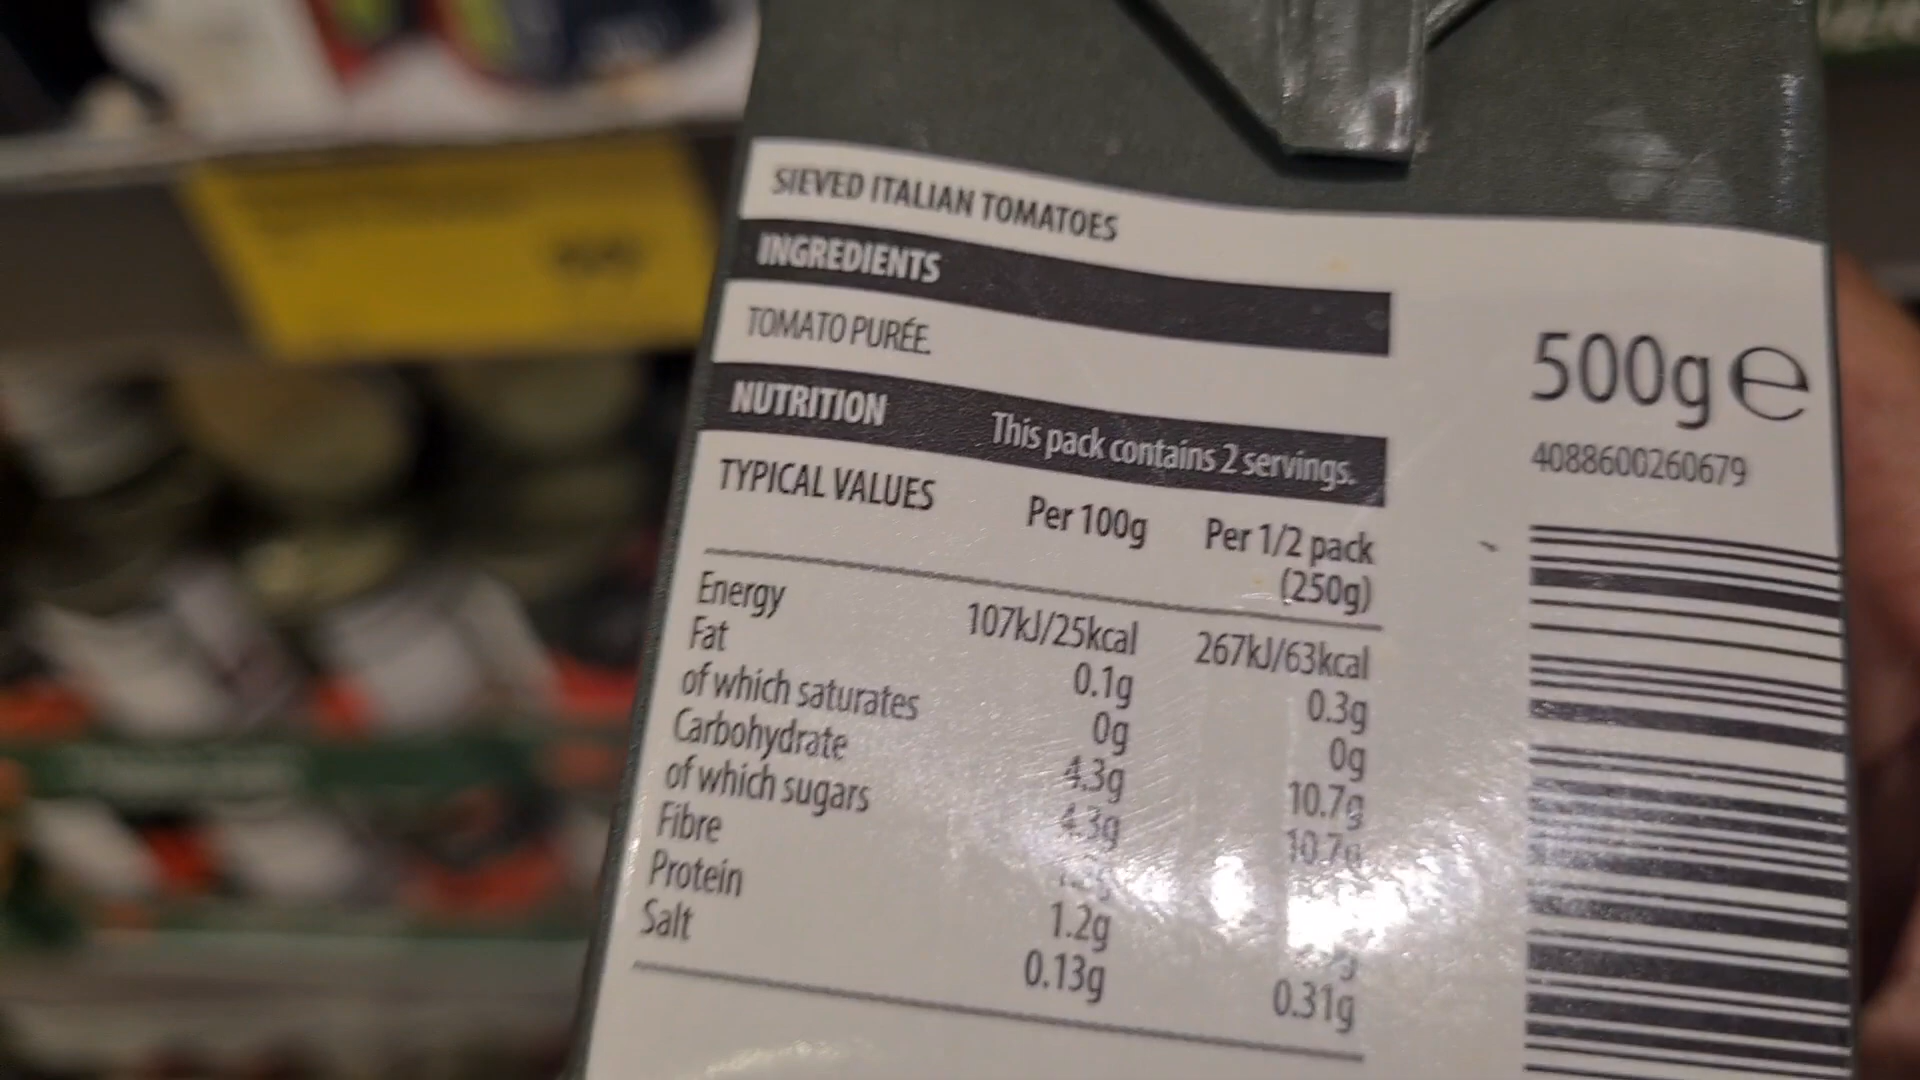 SIEVED ITALIAN TOMATOES
INGREDIENTS
TOMATO PURÉE.
NUTRITION This pack contains 2 servings.
TYPICAL VALUES Per 100g Per 1/2 pack
(250g)
Energy 107kJ/25kcal 267kJ/63kcal
Fat 0.1g 0.3g
of which saturates 0g 0g
Carbohydrate 4.3g 10.7g
of which sugars 4.3g 10.7g
Fibre
Protein 1.2g
Salt 0.13g 0.31g
500g e
4088600260679